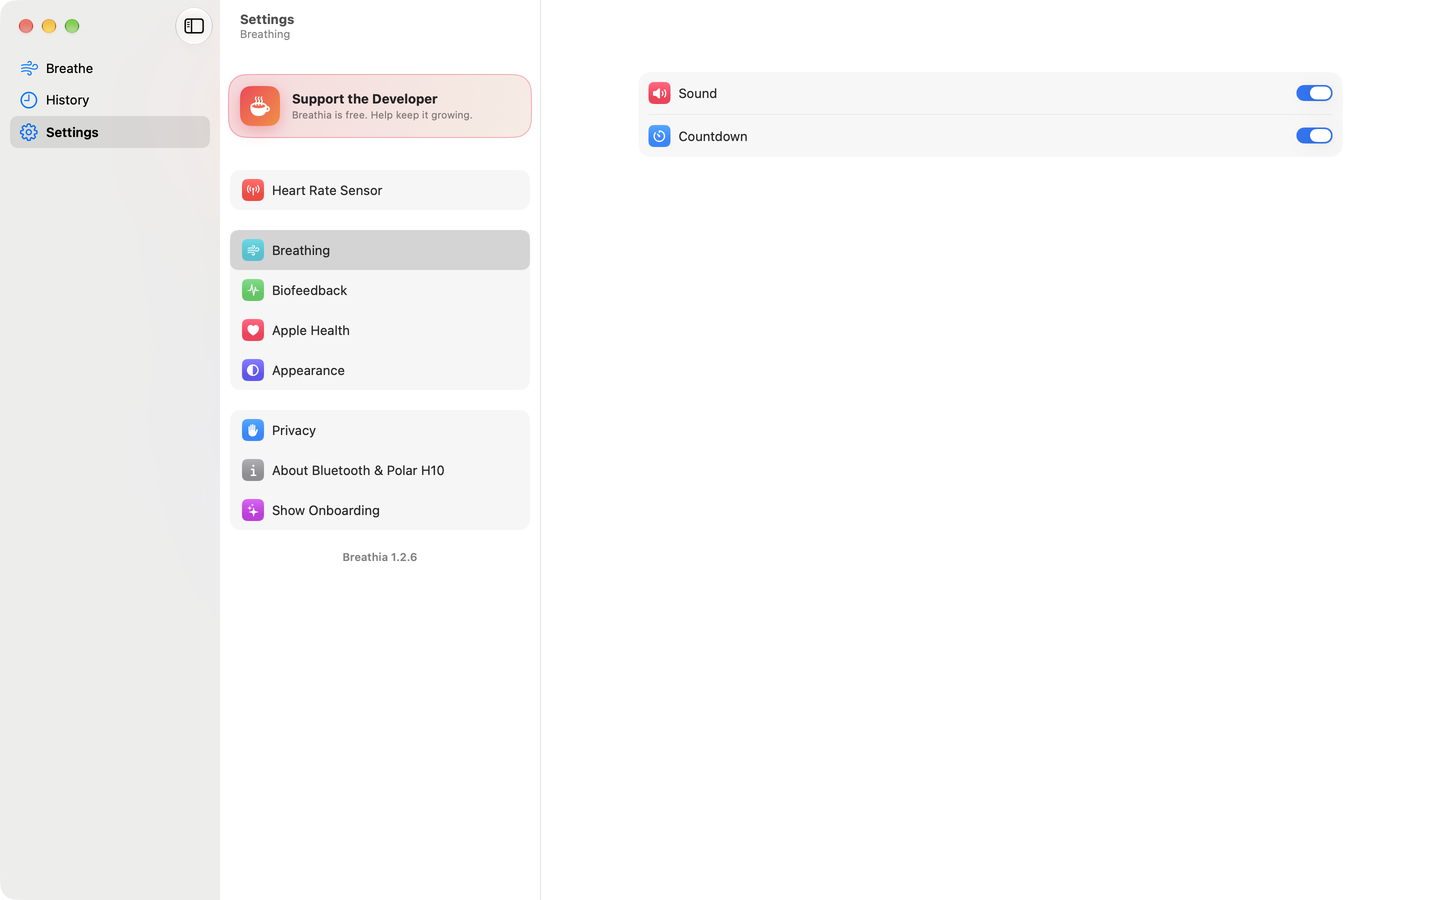 Breathe
History
Settings
Settings
Breathing
Support the Developer
Breathia is free. Help keep it growing.
Heart Rate Sensor
Breathing
Biofeedback
Apple Health
Appearance
Privacy
About Bluetooth & Polar H10
Show Onboarding
Breathia 1.2.6
Sound
Countdown